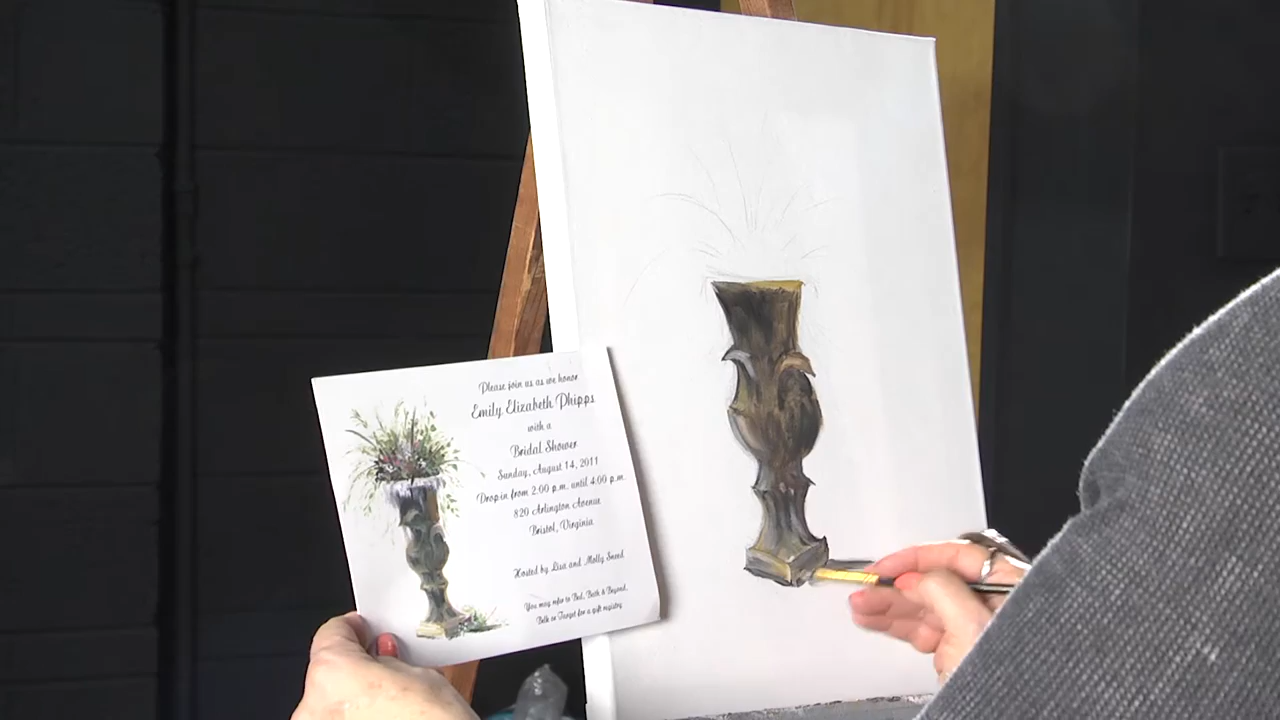 Please join us as we honor
Emily Elizabeth Phipps
with a
Bridal Shower
Sunday, August 14, 2011
Drop-in from 2:00 p.m. until 4:00 p.m.
820 Arlington Avenue
Bristol, Virginia
Hosted by Lisa and Molly Sneed
You may refer to Bed, Bath & Beyond,
Belk or Target for a gift registry